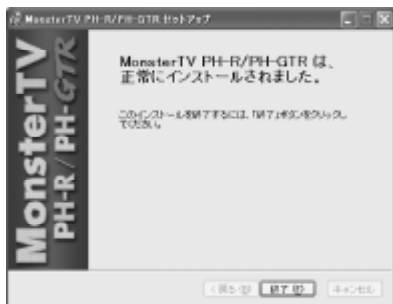 MonsterTV PH-R/PH-GTR セットアップ
MonsterTV
PH-R/PH-GTR
MonsterTV PH-R/PH-GTR は、
正常にインストールされました。
このインストールを終了するには、「終了」ボタンをクリックし
てください。
< 戻る(B)
終了(F)
キャンセル